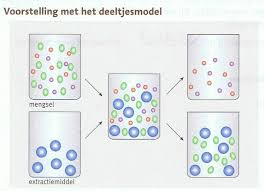 Voorstelling met het deeltjesmodel
mengsel
extractiemiddel